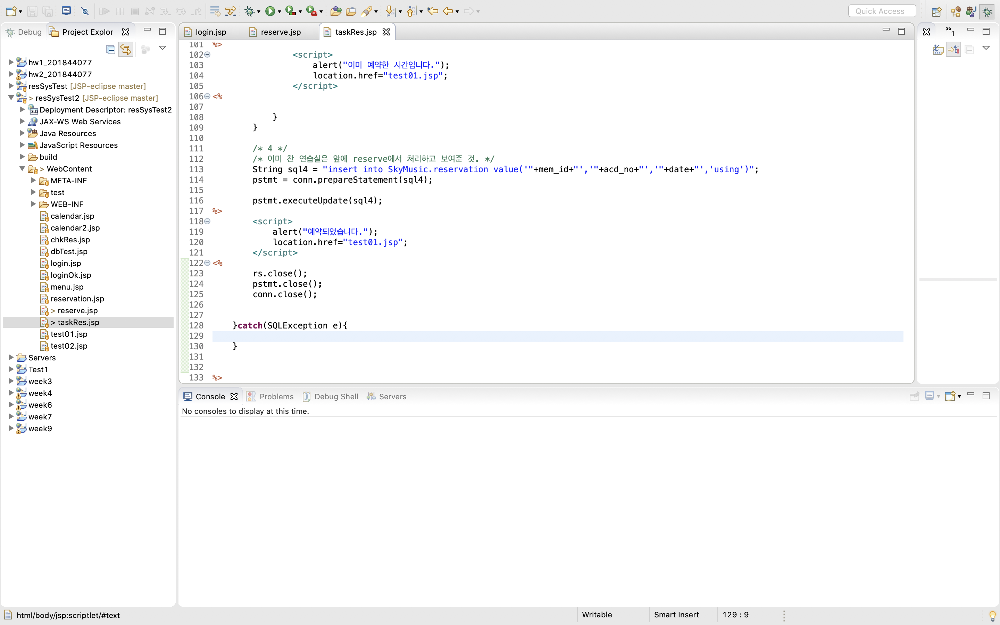 Quick Access
Debug
Project Explor
login.jsp
reserve.jsp
taskRes.jsp
»1
hw1_201844077
hw2_201844077
resSysTest [JSP-eclipse master]
> resSysTest2 [JSP-eclipse master]
Deployment Descriptor: resSysTest2
JAX-WS Web Services
Java Resources
JavaScript Resources
build
> WebContent
META-INF
test
WEB-INF
calendar.jsp
calendar2.jsp
chkRes.jsp
dbTest.jsp
login.jsp
loginOk.jsp
menu.jsp
reservation.jsp
> reserve.jsp
> taskRes.jsp
test01.jsp
test02.jsp
Servers
Test1
week3
week4
week6
week7
week9
101 %>
102 <script>
103 alert("이미 예약한 시간입니다.");
104 location.href="test01.jsp";
105 </script>
106 <%
107
108 }
109 }
110
111 /* 4 */
112 /* 이미 찬 연습실은 앞에 reserve에서 처리하고 보여준 것. */
113 String sql4 = "insert into SkyMusic.reservation value('"+mem_id+"','"+acd_no+"','"+date+"','using')";
114 pstmt = conn.prepareStatement(sql4);
115
116 pstmt.executeUpdate(sql4);
117 %>
118 <script>
119 alert("예약되었습니다.");
120 location.href="test01.jsp";
121 </script>
122 <%
123 rs.close();
124 pstmt.close();
125 conn.close();
126
127
128 }catch(SQLException e){
129
130 }
131
132
133 %>
Console
Problems
Debug Shell
Servers
No consoles to display at this time.
html/body/jsp:scriptlet/#text
Writable
Smart Insert
129 : 9